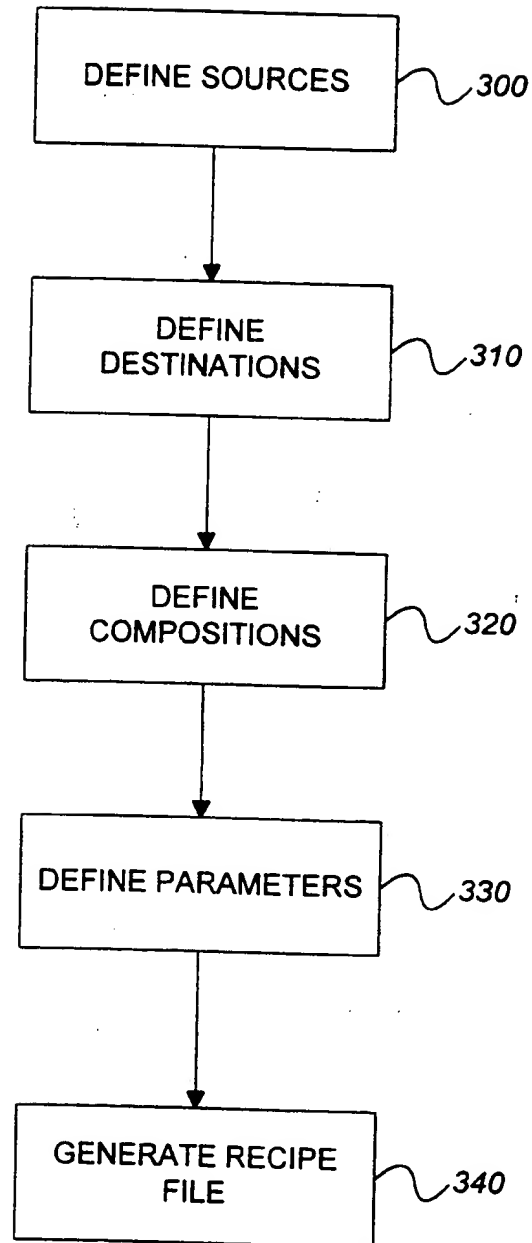 DEFINE SOURCES
300
DEFINE
DESTINATIONS
310
DEFINE
COMPOSITIONS
320
DEFINE PARAMETERS
330
GENERATE RECIPE
FILE
340